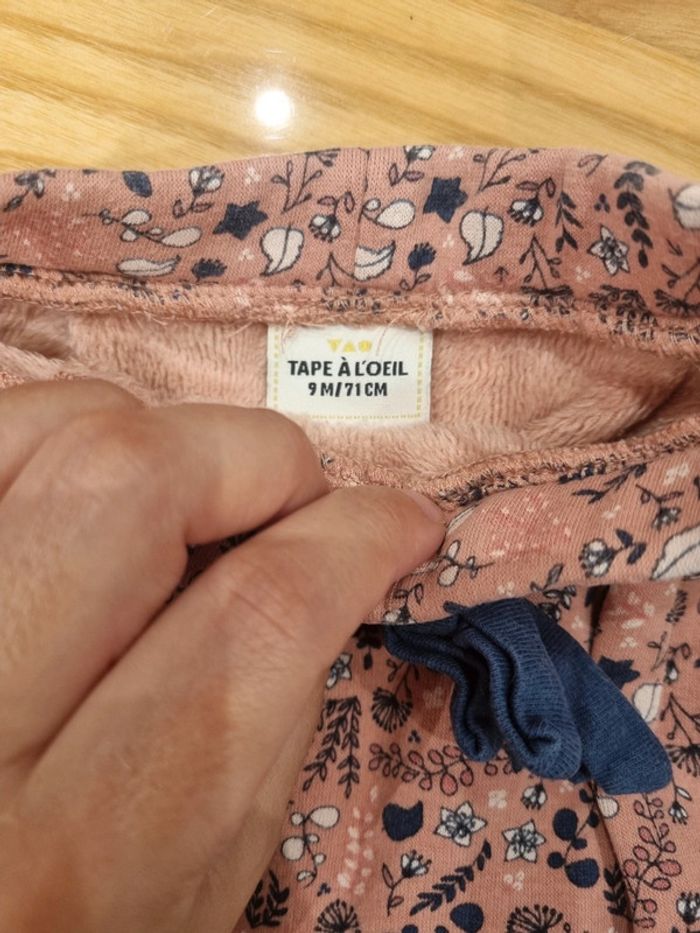 TAPE À L'OEIL
9 M/71 CM